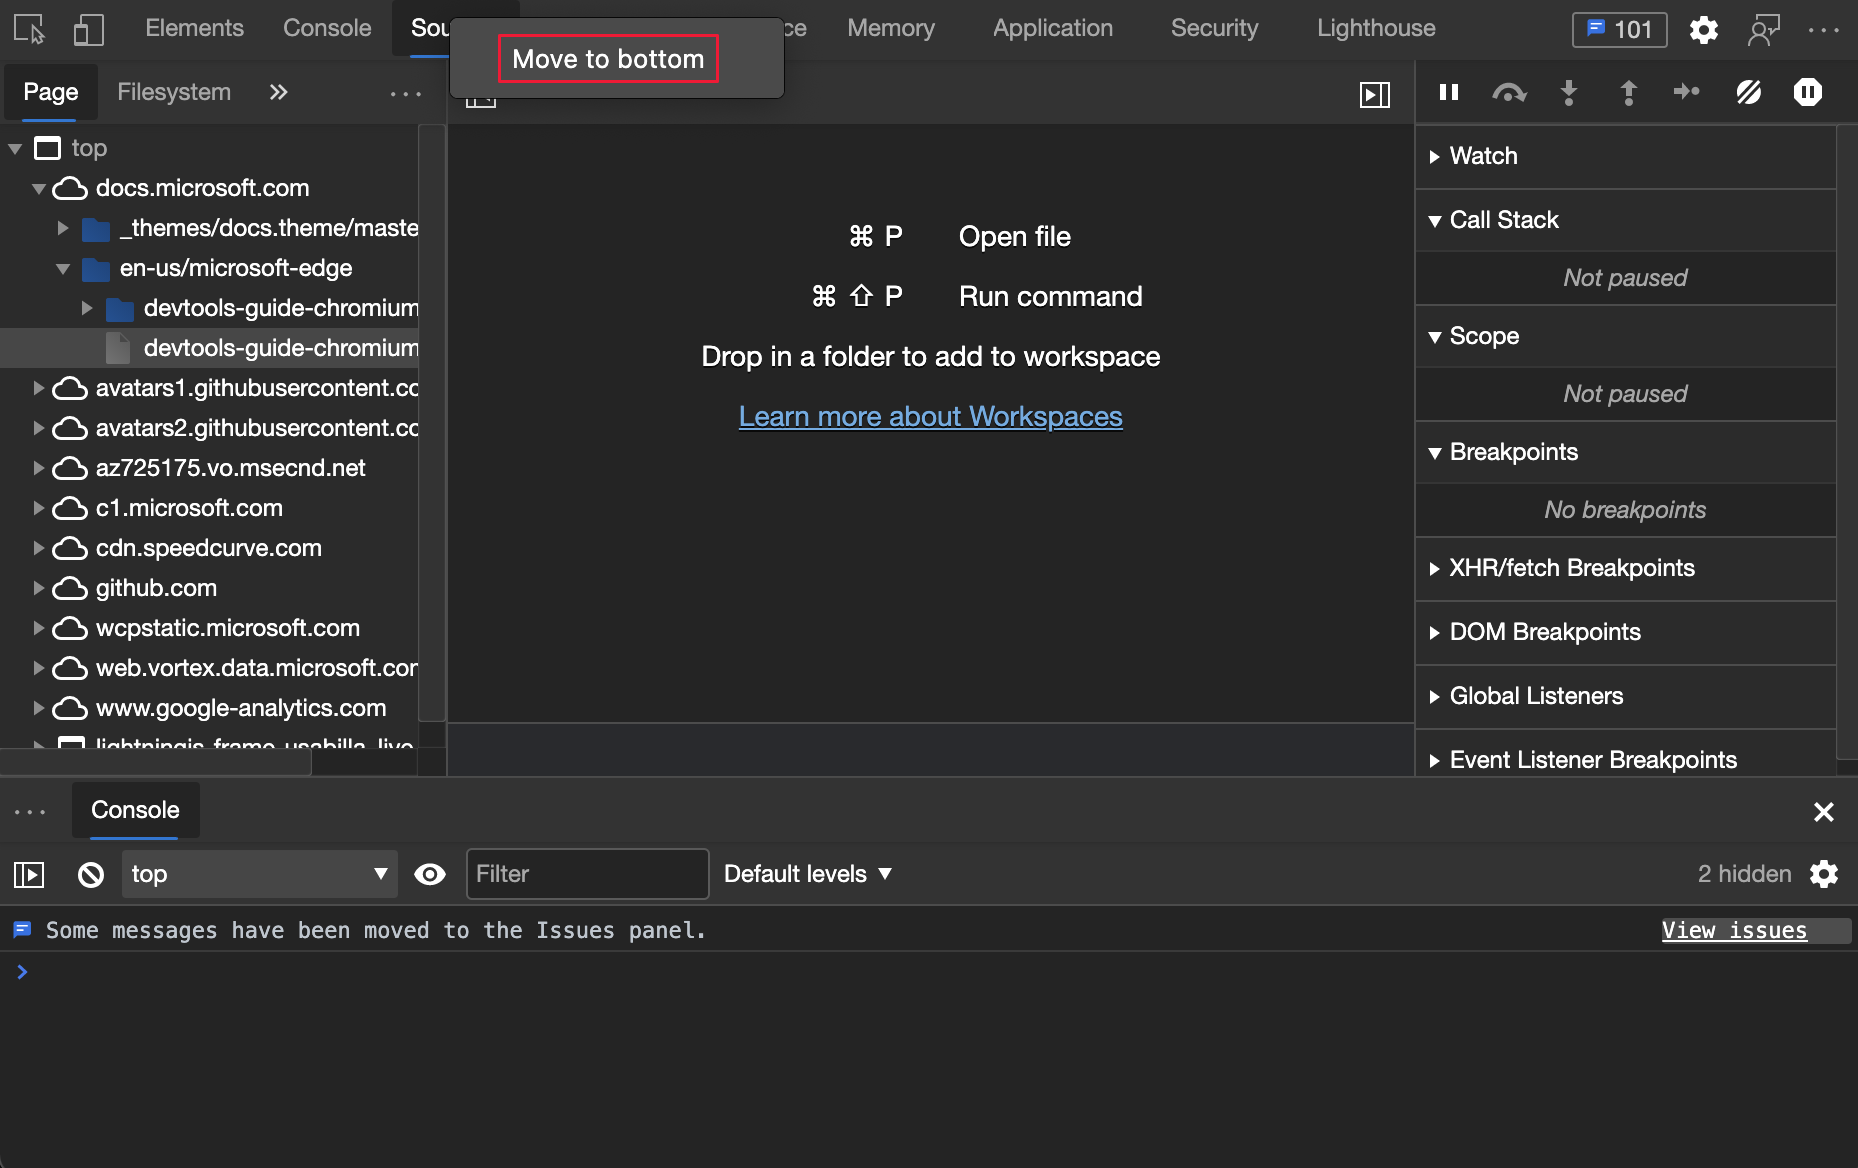 Elements Console Sou ce Memory Application Security Lighthouse 101
Move to bottom
Page Filesystem
top
docs.microsoft.com
_themes/docs.theme/maste
en-us/microsoft-edge
devtools-guide-chromium
devtools-guide-chromium
avatars1.githubusercontent.co
avatars2.githubusercontent.co
az725175.vo.msecnd.net
c1.microsoft.com
cdn.speedcurve.com
github.com
wcpstatic.microsoft.com
web.vortex.data.microsoft.cor
www.google-analytics.com
lightningjs-frame-usabilla_live
⌘ P Open file
⌘ ⇧ P Run command
Drop in a folder to add to workspace
Learn more about Workspaces
Watch
Call Stack
Not paused
Scope
Not paused
Breakpoints
No breakpoints
XHR/fetch Breakpoints
DOM Breakpoints
Global Listeners
Event Listener Breakpoints
Console
top Filter Default levels 2 hidden
Some messages have been moved to the Issues panel. View issues